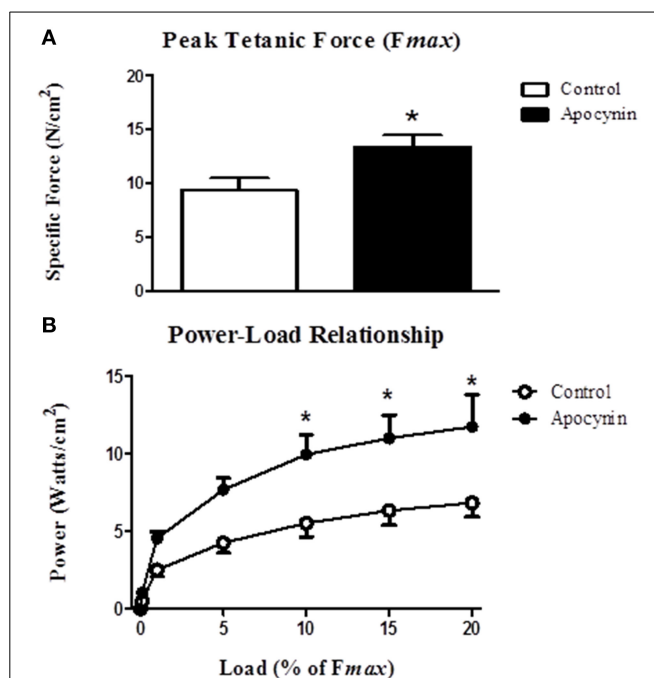 A
Peak Tetanic Force (Fmax)
Specific Force (N/cm²)
20
15
10
5
0
*
Control
Apocynin
B
Power-Load Relationship
Power (Watts/cm²)
15
10
5
0
* * *
Control
Apocynin
0 5 10 15 20
Load (% of Fmax)